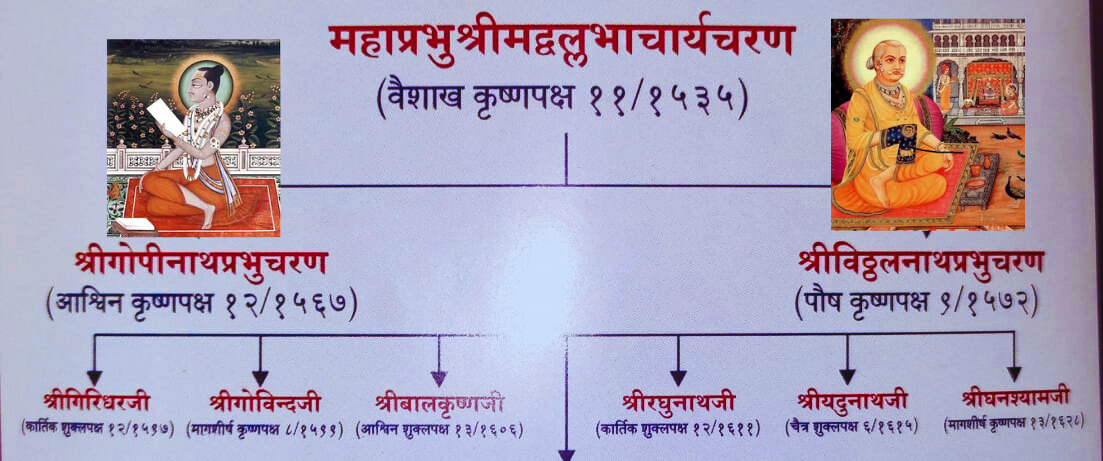 महाप्रभुश्रीमद्वल्लभाचार्यचरण
(वैशाख कृष्णपक्ष ११/१५३५)
श्रीगोपीनाथप्रभुचरण
(आश्विन कृष्णपक्ष १२/१५६७)
श्रीविठ्ठलनाथप्रभुचरण
(पौष कृष्णपक्ष ९/१५७२)
श्रीगिरिधरजी
(कार्तिक शुक्लपक्ष १२/१५९७)
श्रीगोविन्दजी
(मागशीर्ष कृष्णपक्ष ८/१५९९)
श्रीबालकृष्णजी
(आश्विन शुक्लपक्ष १३/१६०६)
श्रीरघुनाथजी
(कार्तिक शुक्लपक्ष १२/१६११)
श्रीयदुनाथजी
(चैत्र शुक्लपक्ष ६/१६१५)
श्रीघनश्यामजी
(मागशीर्ष कृष्णपक्ष १३/१६२८)